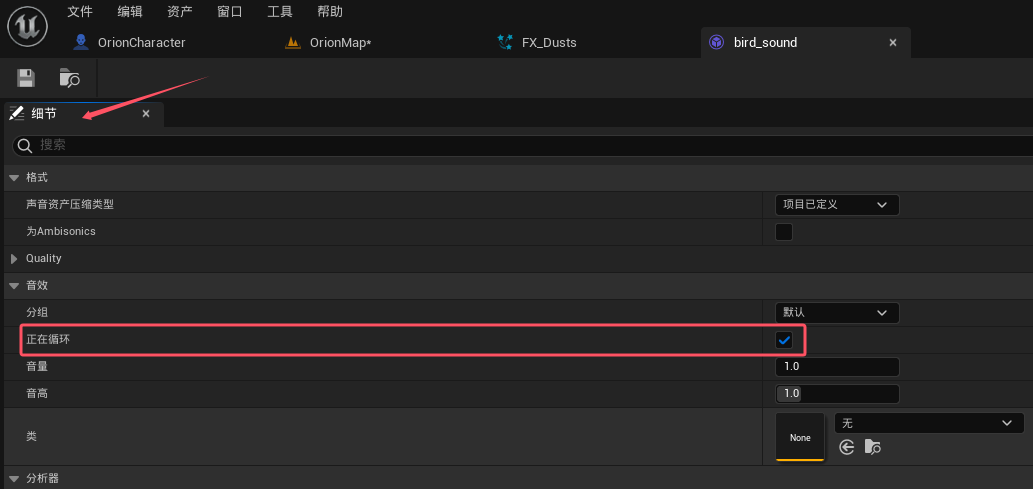 文件 编辑 资产 窗口 工具 帮助
OrionCharacter OrionMap* FX_Dusts bird_sound
细节
搜索
格式
声音资产压缩类型 项目已定义
为Ambisonics
Quality
音效
分组 默认
正在循环
音量 1.0
音高 1.0
类 None 无
分析器